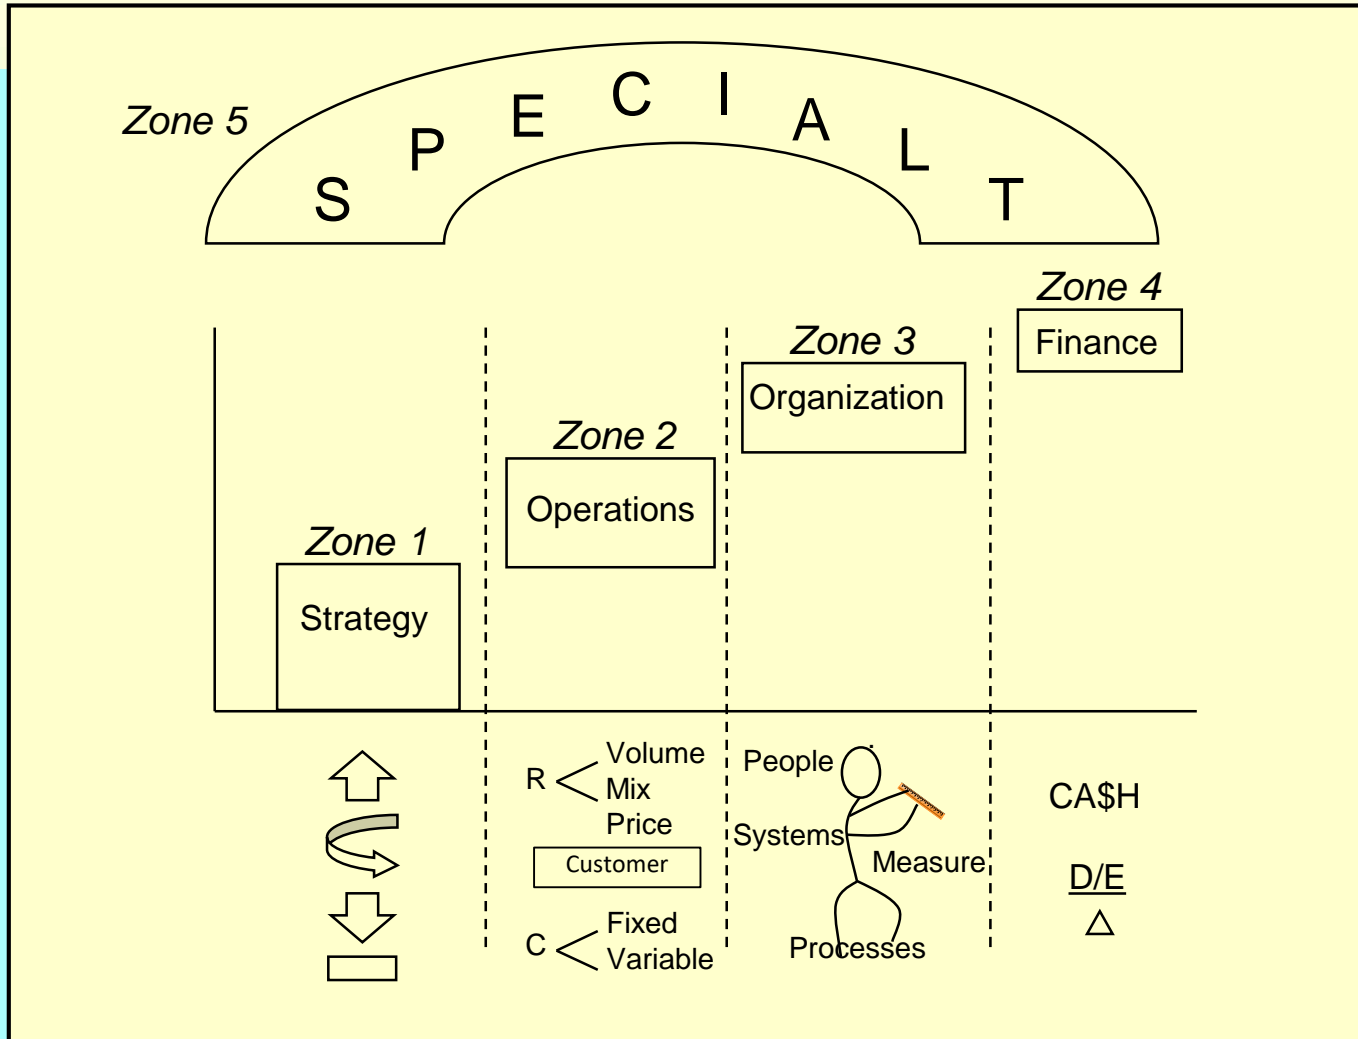 Zone 5
S P E C I A L T
Zone 4
Finance
Zone 3
Organization
Zone 2
Operations
Zone 1
Strategy
R
Volume
Mix
Price
Customer
C
Fixed
Variable
People
Systems
Measure
Processes
CA$H
D/E
△